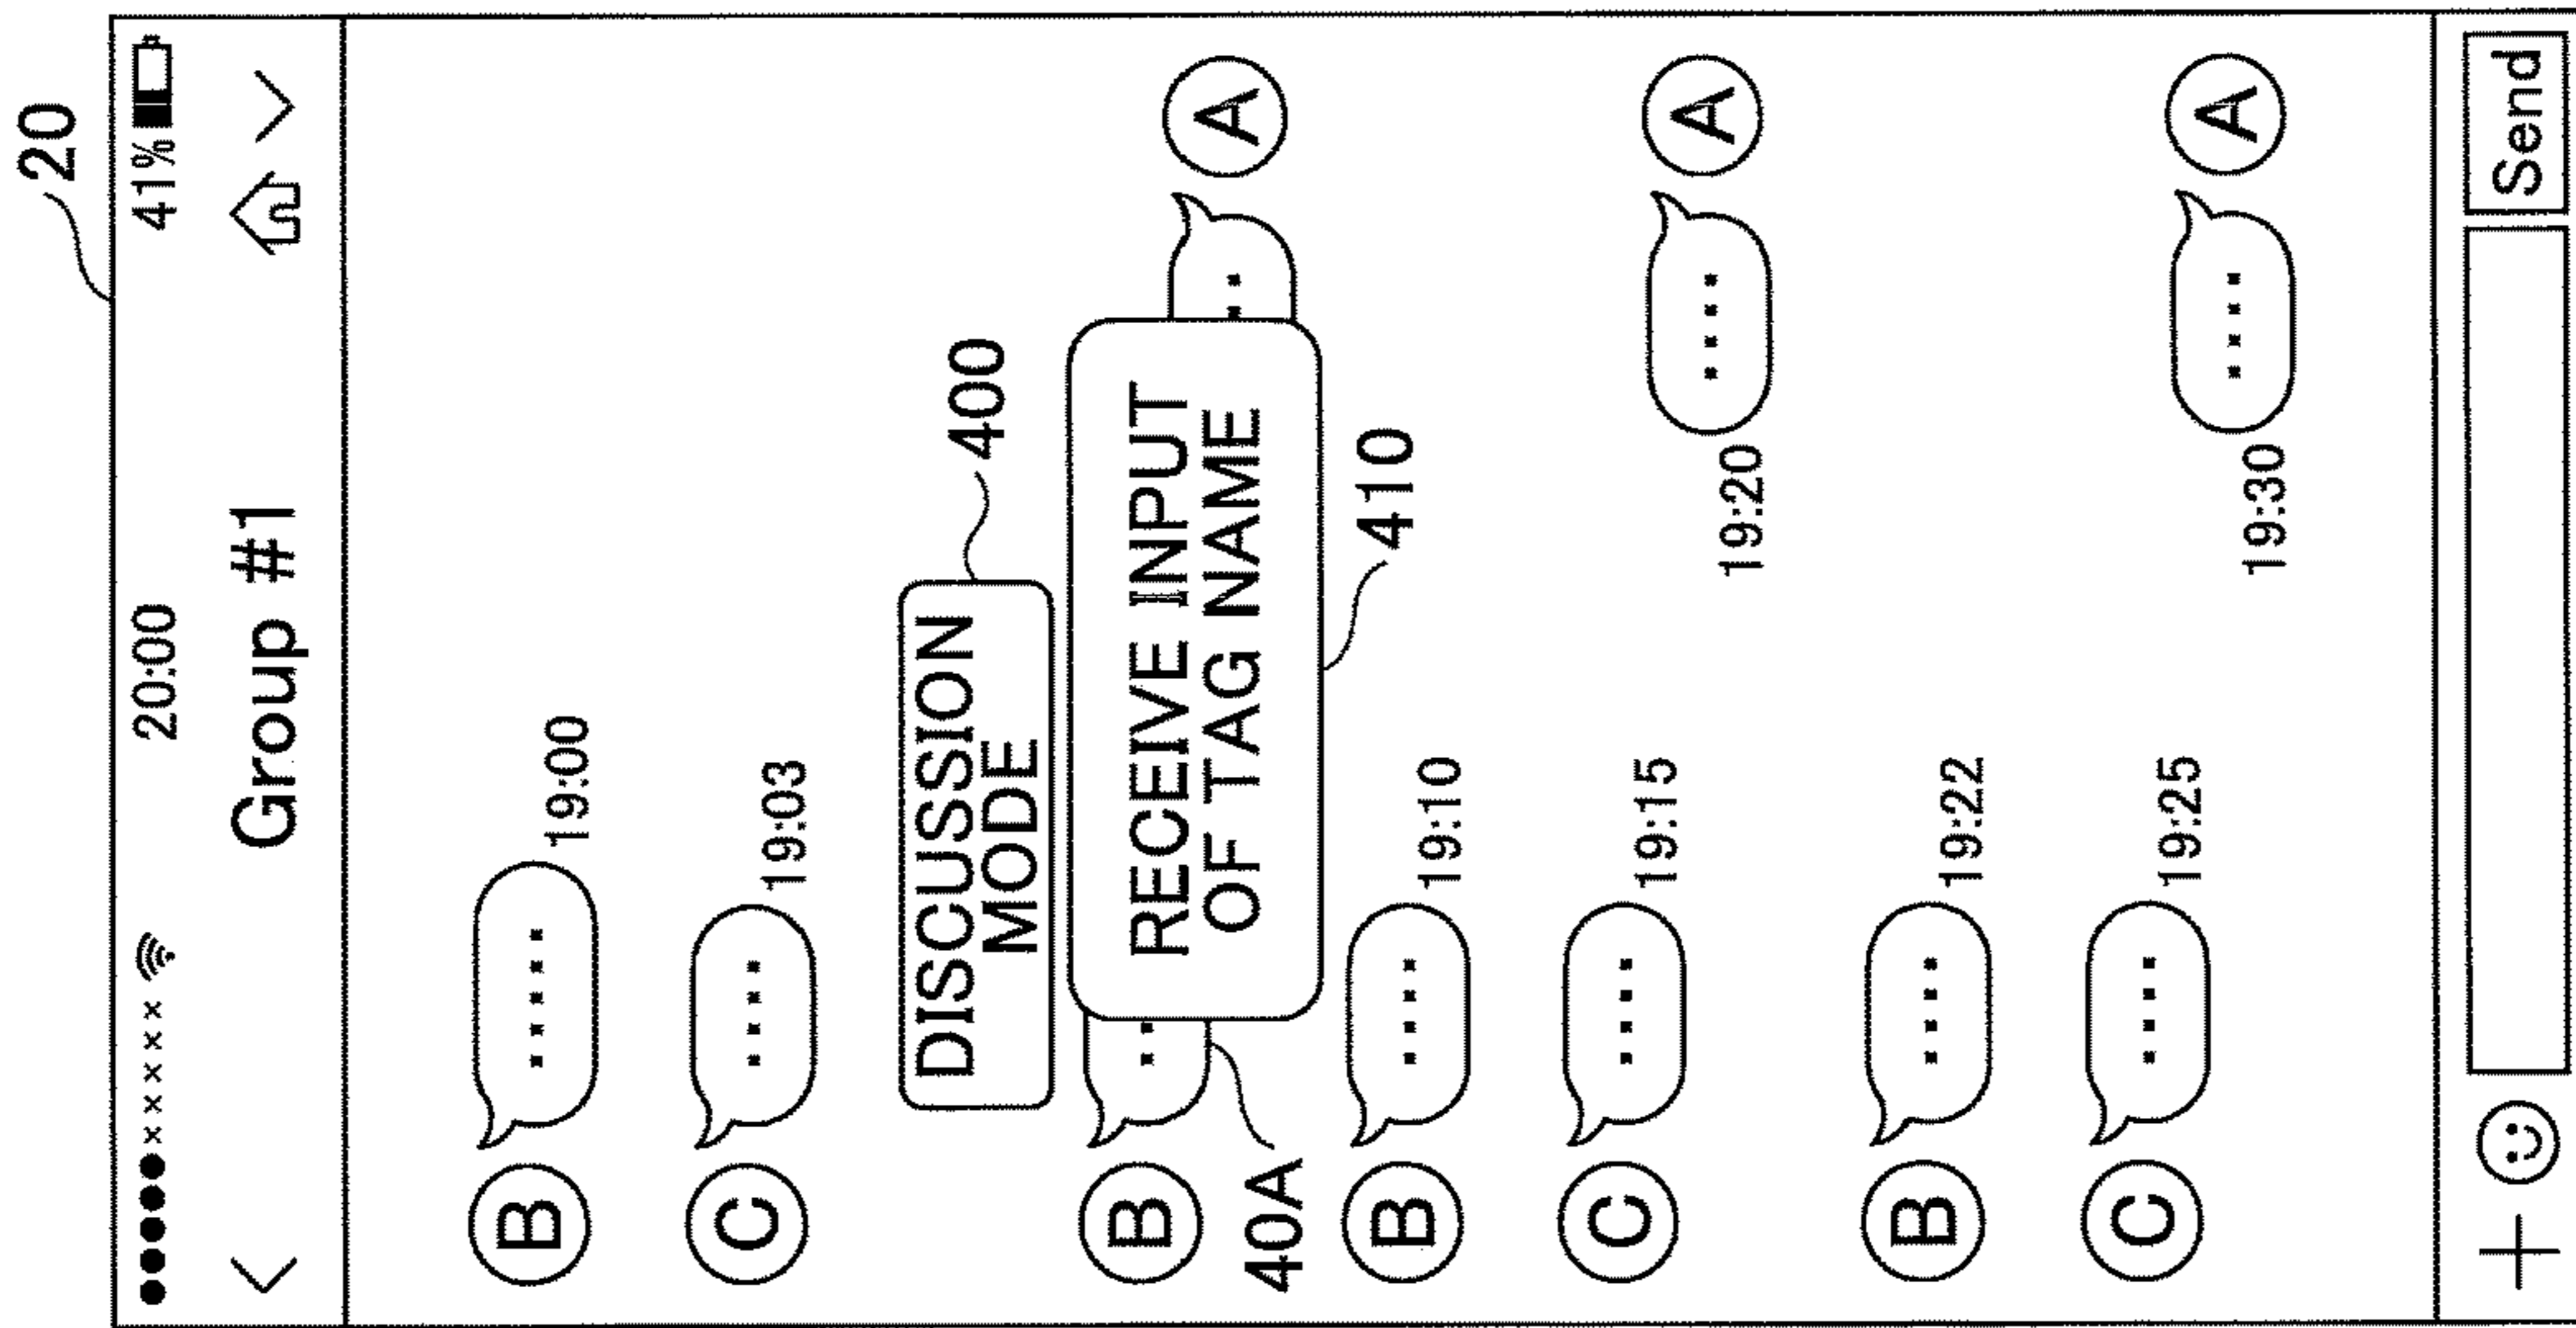 20
●●●●●×××××× 20:00 41%
Group #1
B ····· 19:00
C ···· 19:03
DISCUSSION
MODE
400
B ··
RECEIVE INPUT
OF TAG NAME
·· A
40A
410
B ···· 19:10
C ···· 19:15
19:20 ···· A
B ···· 19:22
C ···· 19:25
19:30 ···· A
+ Send